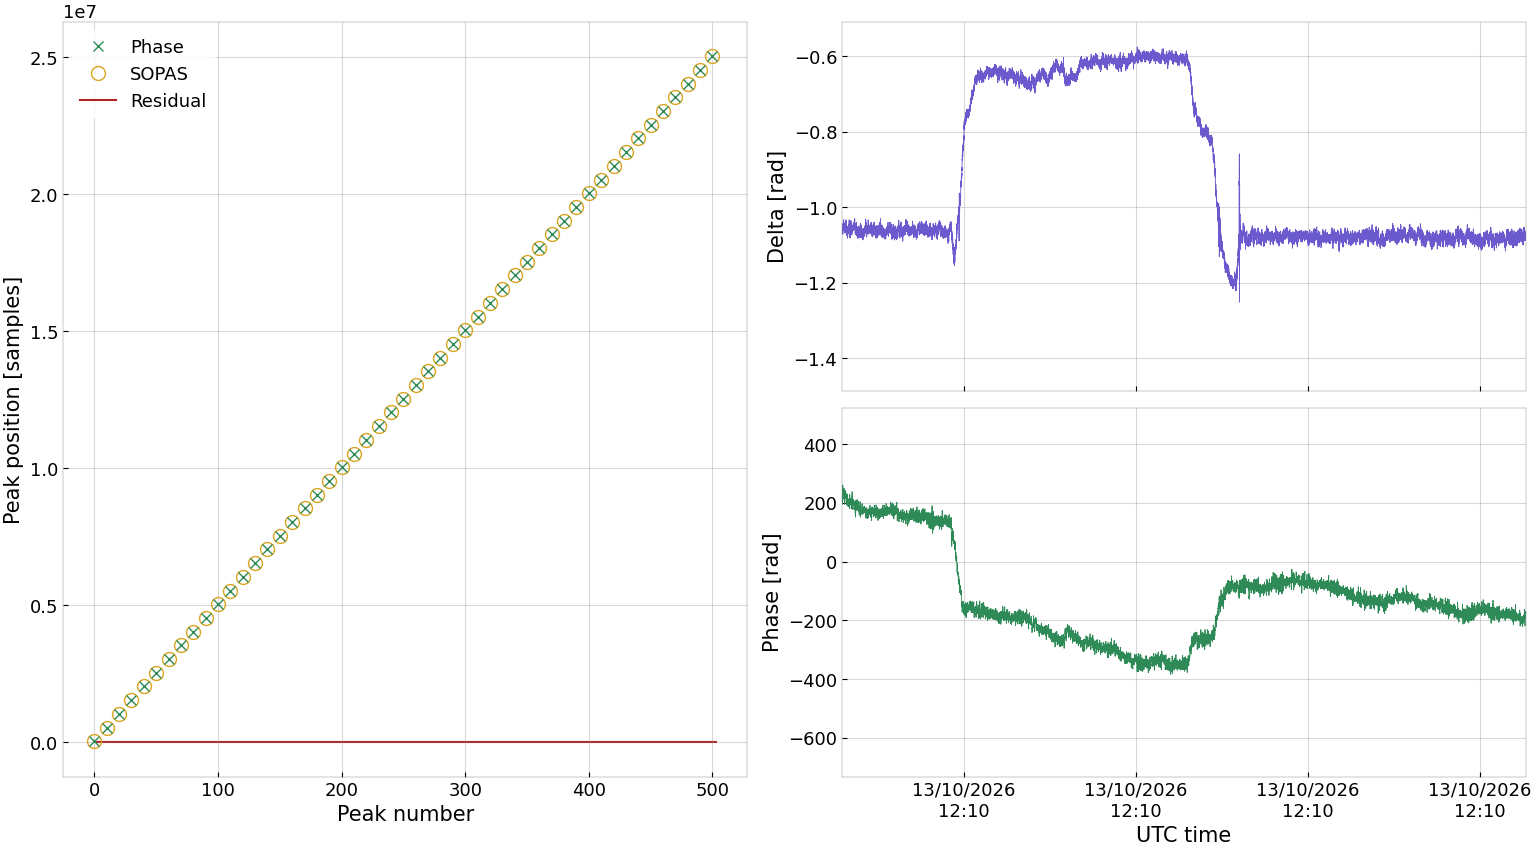 1e7
Phase
SOPAS
Residual
2.5
2.0
1.5
1.0
0.5
0.0
Peak position [samples]
0 100 200 300 400 500
Peak number
−0.6
−0.8
−1.0
−1.2
−1.4
Delta [rad]
400
200
0
−200
−400
−600
Phase [rad]
13/10/2026 13/10/2026 13/10/2026 13/10/2026
12:10 12:10 12:10 12:10
UTC time